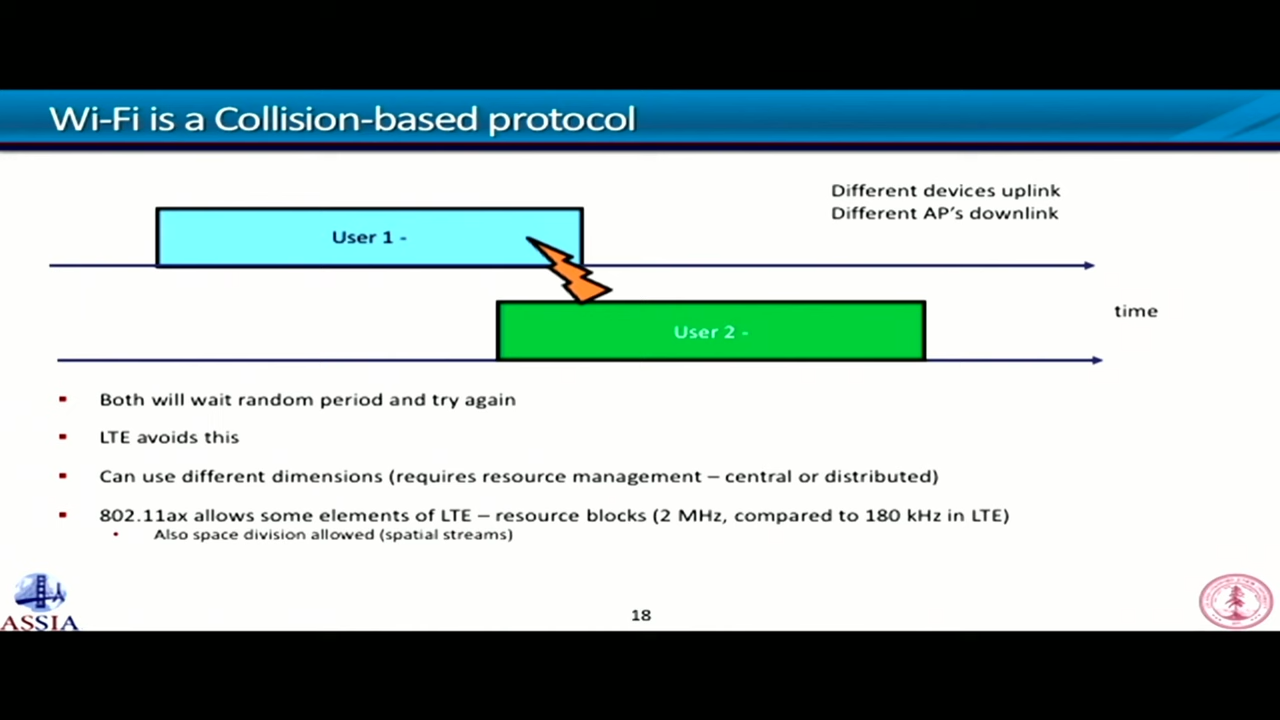 Wi-Fi is a Collision-based protocol
Different devices uplink
Different AP's downlink
User 1 -
time
User 2 -
Both will wait random period and try again
LTE avoids this
Can use different dimensions (requires resource management – central or distributed)
802.11ax allows some elements of LTE – resource blocks (2 MHz, compared to 180 kHz in LTE)
Also space division allowed (spatial streams)
ASSIA
18